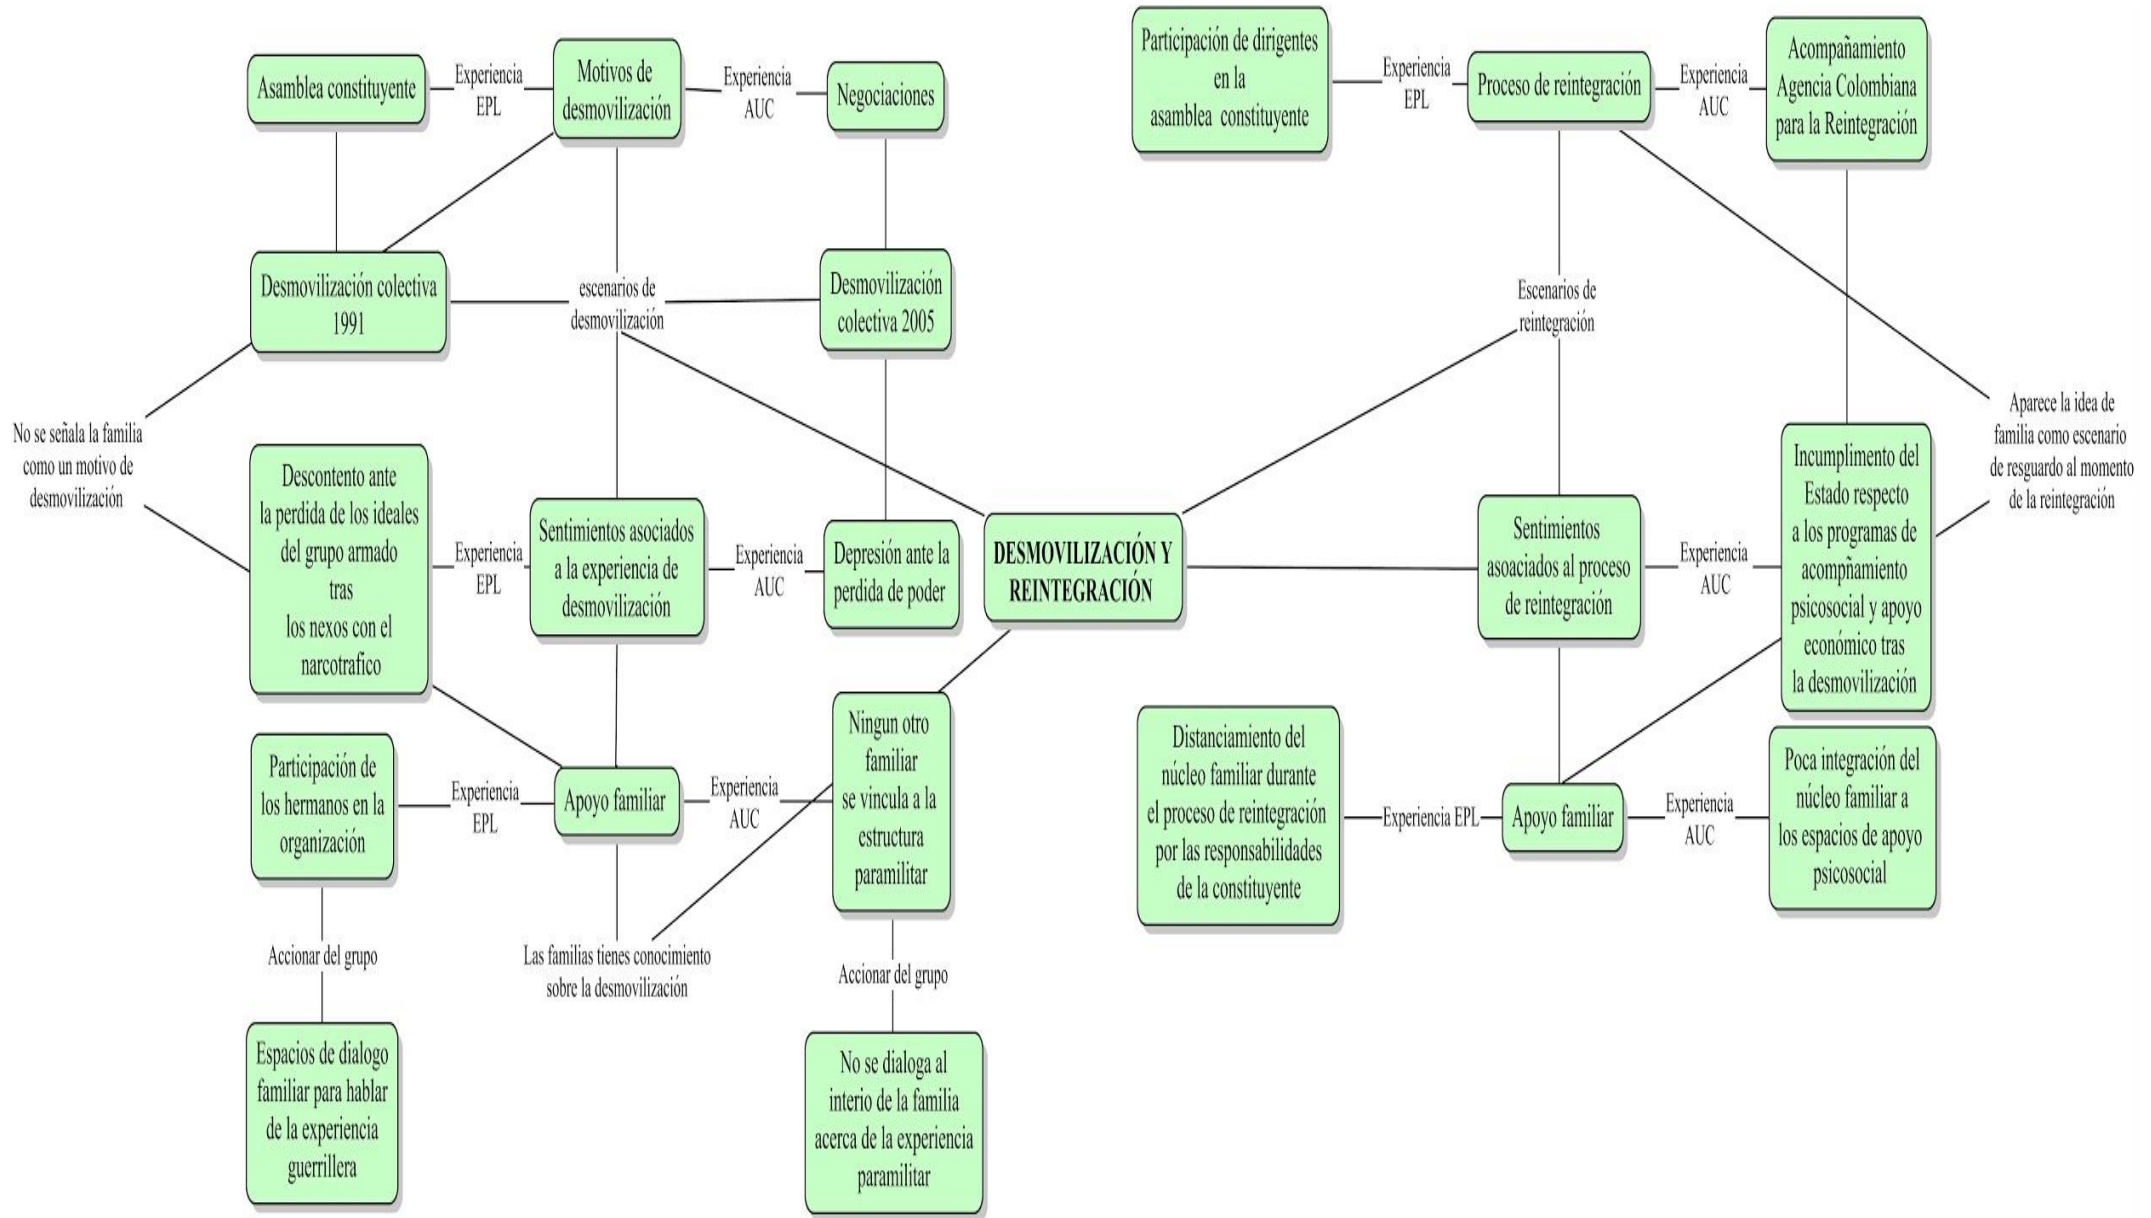 Asamblea constituyente
Experiencia
EPL
Motivos de
desmovilización
Experiencia
AUC
Negociaciones
Desmovilización colectiva
1991
escenarios de
desmovilización
Desmovilización
colectiva 2005
No se señala la familia
como un motivo de
desmovilización
Descontento ante
la perdida de los ideales
del grupo armado
tras
los nexos con el
narcotrafico
Experiencia
EPL
Sentimientos asociados
a la experiencia de
desmovilización
Experiencia
AUC
Depresión ante la
perdida de poder
Participación de
los hermanos en la
organización
Experiencia
EPL
Apoyo familiar
Experiencia
AUC
Ningun otro
familiar
se vincula a la
estructura
paramilitar
Accionar del grupo
Las familias tienes conocimiento
sobre la desmovilización
Accionar del grupo
Espacios de dialogo
familiar para hablar
de la experiencia
guerrillera
No se dialoga al
interio de la familia
acerca de la experiencia
paramilitar
DESMOVILIZACIÓN Y
REINTEGRACIÓN
Participación de dirigentes
en la
asamblea constituyente
Experiencia
EPL
Proceso de reintegración
Experiencia
AUC
Acompañamiento
Agencia Colombiana
para la Reintegración
Escenarios de
reintegración
Aparece la idea de
familia como escenario
de resguardo al momento
de la reintegración
Sentimientos
asoaciados al proceso
de reintegración
Experiencia
AUC
Incumplimento del
Estado respecto
a los programas de
acompñamiento
psicosocial y apoyo
económico tras
la desmovilización
Distanciamiento del
núcleo familiar durante
el proceso de reintegración
por las responsabilidades
de la constituyente
Experiencia EPL
Apoyo familiar
Experiencia
AUC
Poca integración del
núcleo familiar a
los espacios de apoyo
psicosocial